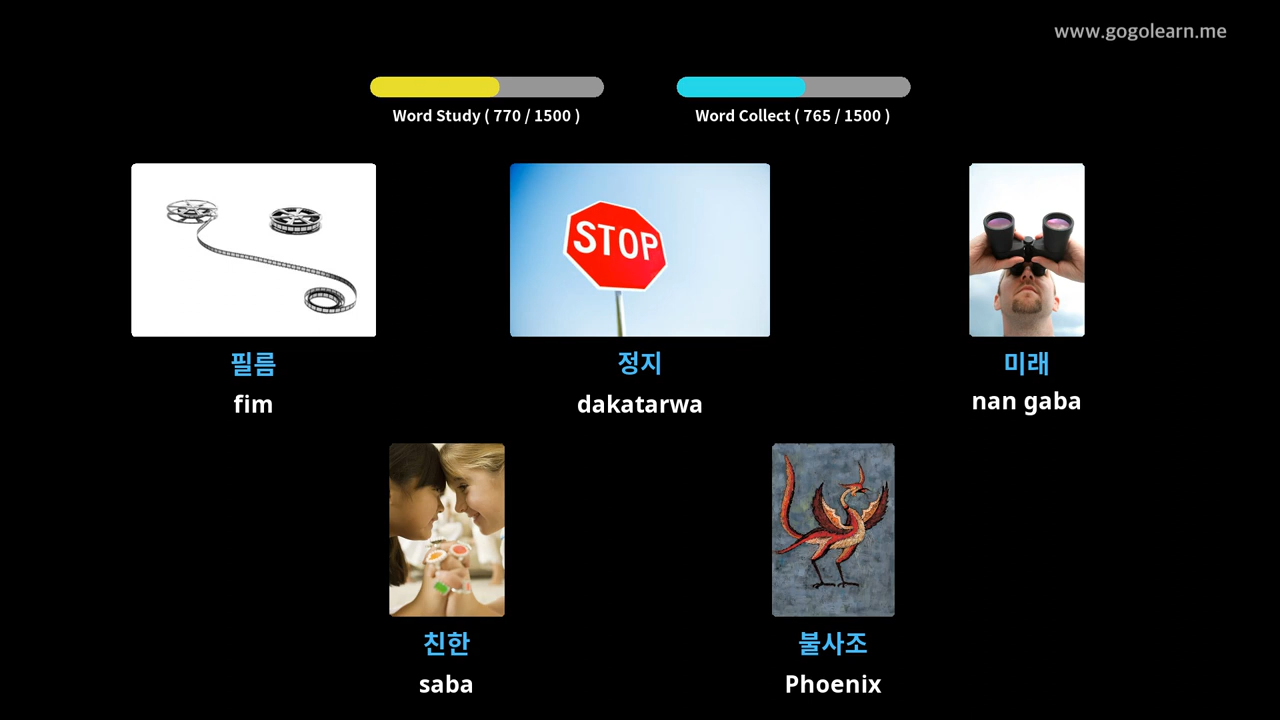 www.gogolearn.me
Word Study ( 770 / 1500 )
Word Collect ( 765 / 1500 )
STOP
필름
정지
미래
fim
dakatarwa
nan gaba
친한
불사조
saba
Phoenix